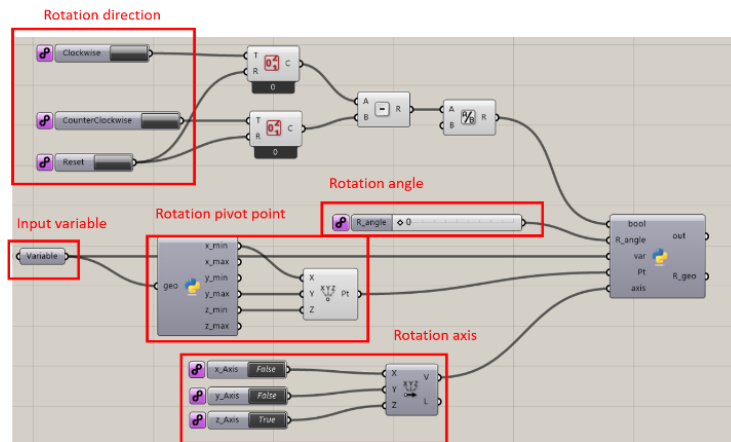 Rotation direction
Clockwise
T
R
C
0
CounterClockwise
T
R
C
0
Reset
A
B
R
A
B
A/B
R
Rotation angle
R_angle ◇ 0
Input variable
Variable
Rotation pivot point
geo
x_min
x_max
y_min
y_max
z_min
z_max
X
Y
Z
XYZ
Pt
bool
R_angle
var
Pt
axis
out
R_geo
Rotation axis
x_Axis False
y_Axis False
z_Axis True
X
Y
Z
XYZ
V
L